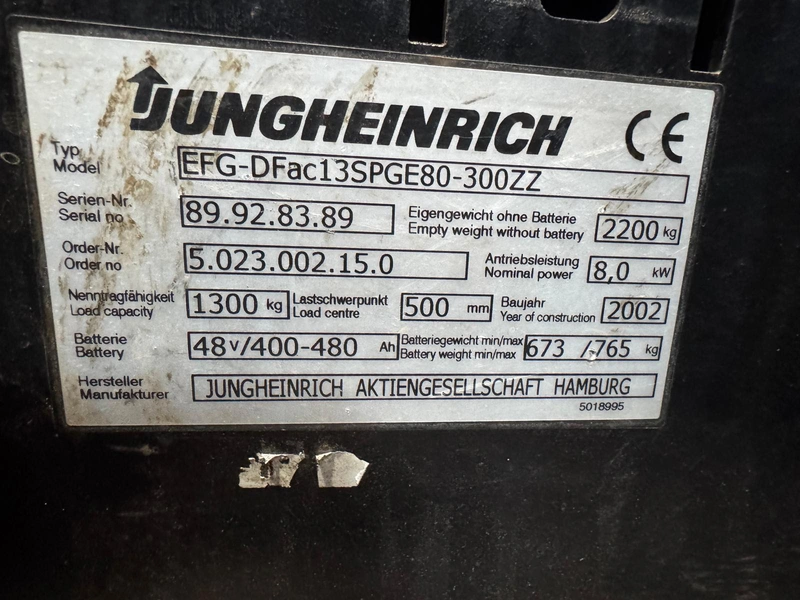 JUNGHEINRICH CE
Typ
Model EFG-DFac13SPGE80-300ZZ
Serien-Nr.
Serial no 89.92.83.89 Eigengewicht ohne Batterie
Empty weight without battery 2200 kg
Order-Nr.
Order no 5.023.002.15.0 Antriebsleistung
Nominal power 8,0 kW
Nenntragfähigkeit
Load capacity 1300 kg Lastschwerpunkt
Load centre 500 mm Baujahr
Year of construction 2002
Batterie
Battery 48 V/400-480 Ah Batteriegewicht min/max
Battery weight min/max 673 /765 kg
Hersteller
Manufakturer JUNGHEINRICH AKTIENGESELLSCHAFT HAMBURG
5018995